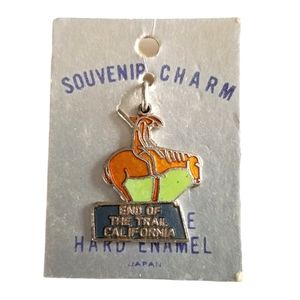 SOUVENIR CHARM
END OF
THE TRAIL
CALIFORNIA
HARD ENAMEL
JAPAN